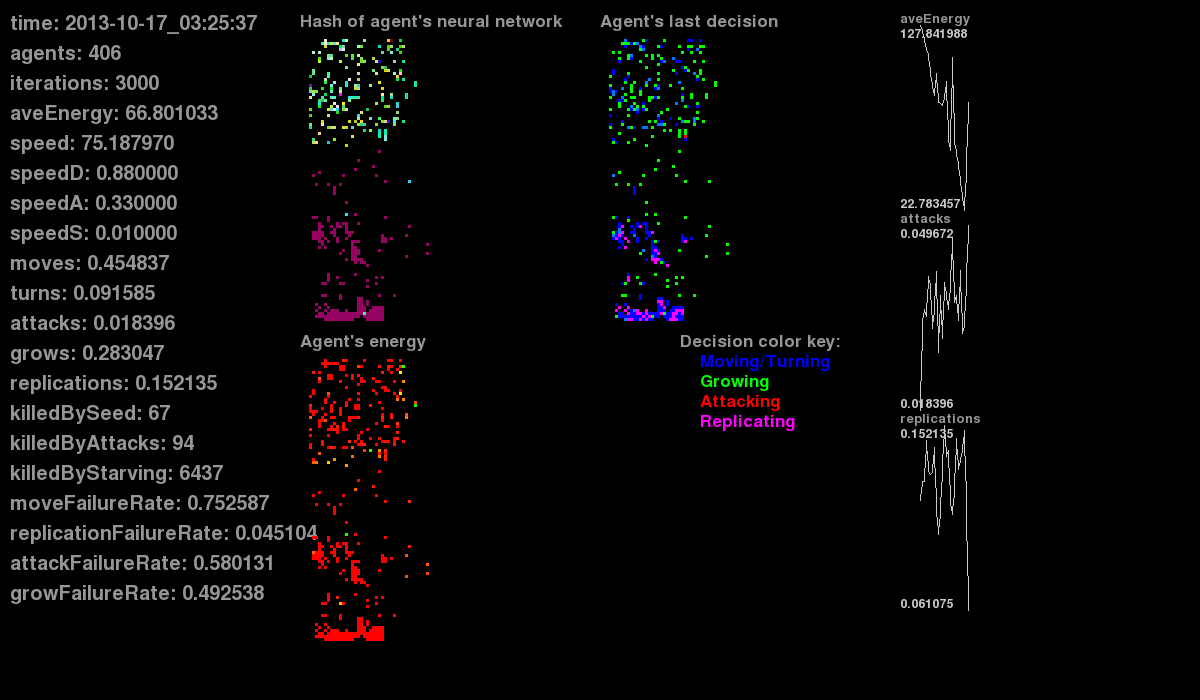 time: 2013-10-17_03:25:37
agents: 406
iterations: 3000
aveEnergy: 66.801033
speed: 75.187970
speedD: 0.880000
speedA: 0.330000
speedS: 0.010000
moves: 0.454837
turns: 0.091585
attacks: 0.018396
grows: 0.283047
replications: 0.152135
killedBySeed: 67
killedByAttacks: 94
killedByStarving: 6437
moveFailureRate: 0.752587
replicationFailureRate: 0.045104
attackFailureRate: 0.580131
growFailureRate: 0.492538
Hash of agent's neural network
Agent's last decision
Agent's energy
Decision color key:
Moving/Turning
Growing
Attacking
Replicating
aveEnergy
127.841988
22.783457
attacks
0.049672
0.018396
replications
0.152135
0.061075